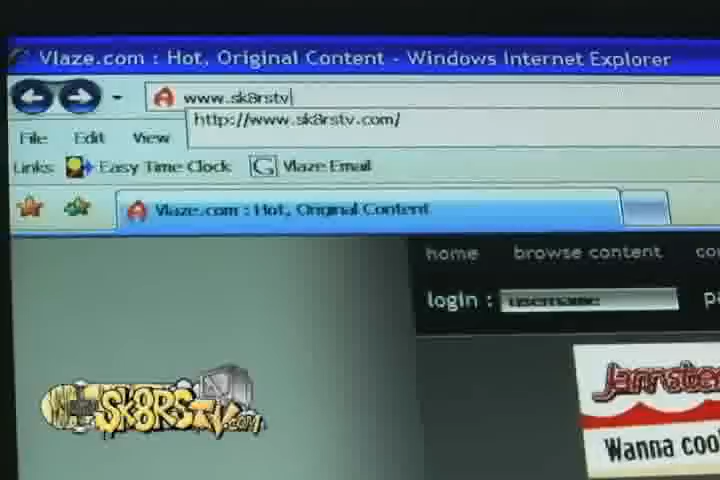 Vlaze.com : Hot, Original Content - Windows Internet Explorer
www.sk8rstv
http://www.sk8rstv.com/
File Edit View
Links Easy Time Clock Vlaze Email
Vlaze.com : Hot, Original Content
home browse content
login : username
SK8RSTV.com
Wanna